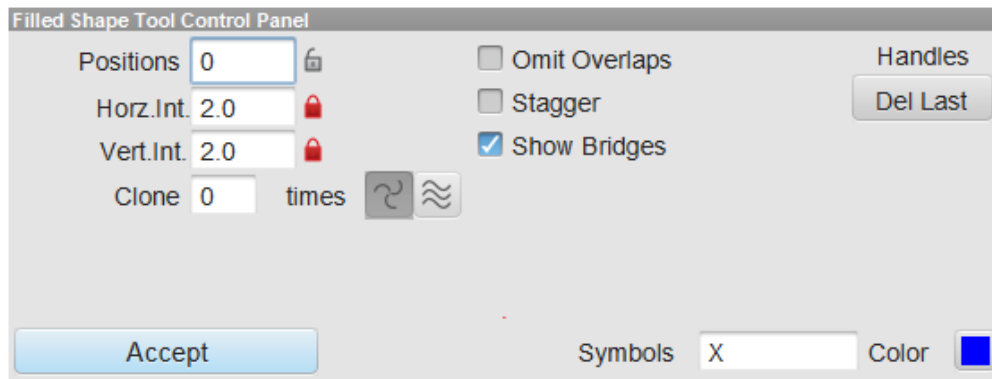 Filled Shape Tool Control Panel
Positions 0 Omit Overlaps Handles
Horz.Int. 2.0 Stagger Del Last
Vert.Int. 2.0 Show Bridges
Clone 0 times
Accept Symbols X Color